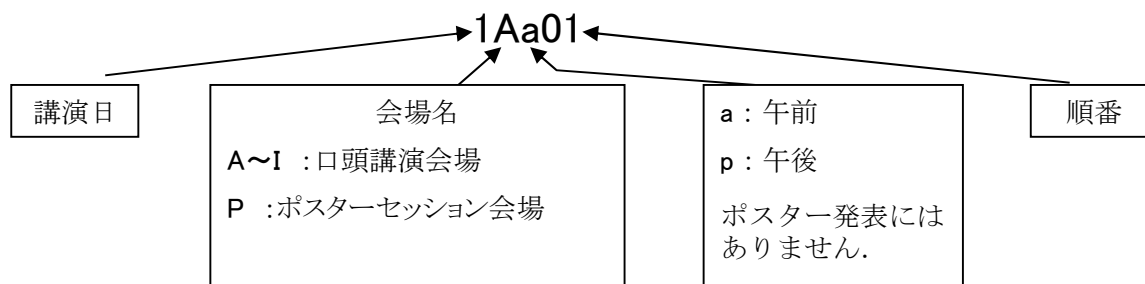 1Aa01
講演日
会場名
A～I ：口頭講演会場
P ：ポスターセッション会場
a：午前
p：午後
ポスター発表には
ありません．
順番